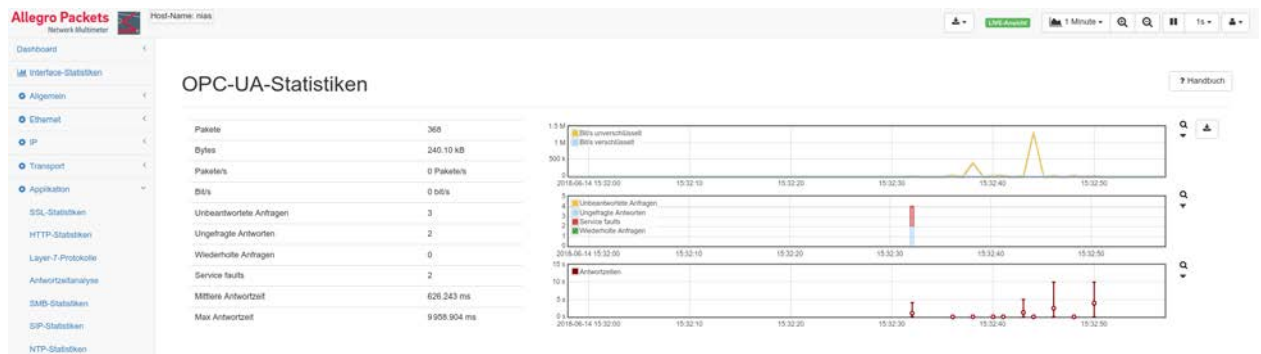 Allegro Packets
Network Multimeter
Host-Name: nias
LIVE-Ansicht
1 Minute
1s
Dashboard
Interface-Statistiken
Allgemein
Ethernet
IP
Transport
Applikation
SSL-Statistiken
HTTP-Statistiken
Layer-7-Protokolle
Antwortzeitanalyse
SMB-Statistiken
SIP-Statistiken
NTP-Statistiken
OPC-UA-Statistiken
? Handbuch
Pakete 368
Bytes 240.10 kB
Pakete/s 0 Pakete/s
Bit/s 0 bit/s
Unbeantwortete Anfragen 3
Ungefragte Antworten 2
Wiederholte Anfragen 0
Service faults 2
Mittlere Antwortzeit 626.243 ms
Max Antwortzeit 9 958.904 ms
1.5 M
1 M
500 k
0
Bit/s unverschlüsselt
Bit/s verschlüsselt
2018-06-14 15:32:00 15:32:10 15:32:20 15:32:30 15:32:40 15:32:50
5
4
3
2
1
0
Unbeantwortete Anfragen
Ungefragte Antworten
Service faults
Wiederholte Anfragen
2018-06-14 15:32:00 15:32:10 15:32:20 15:32:30 15:32:40 15:32:50
15 s
10 s
5 s
0 s
Antwortzeiten
2018-06-14 15:32:00 15:32:10 15:32:20 15:32:30 15:32:40 15:32:50